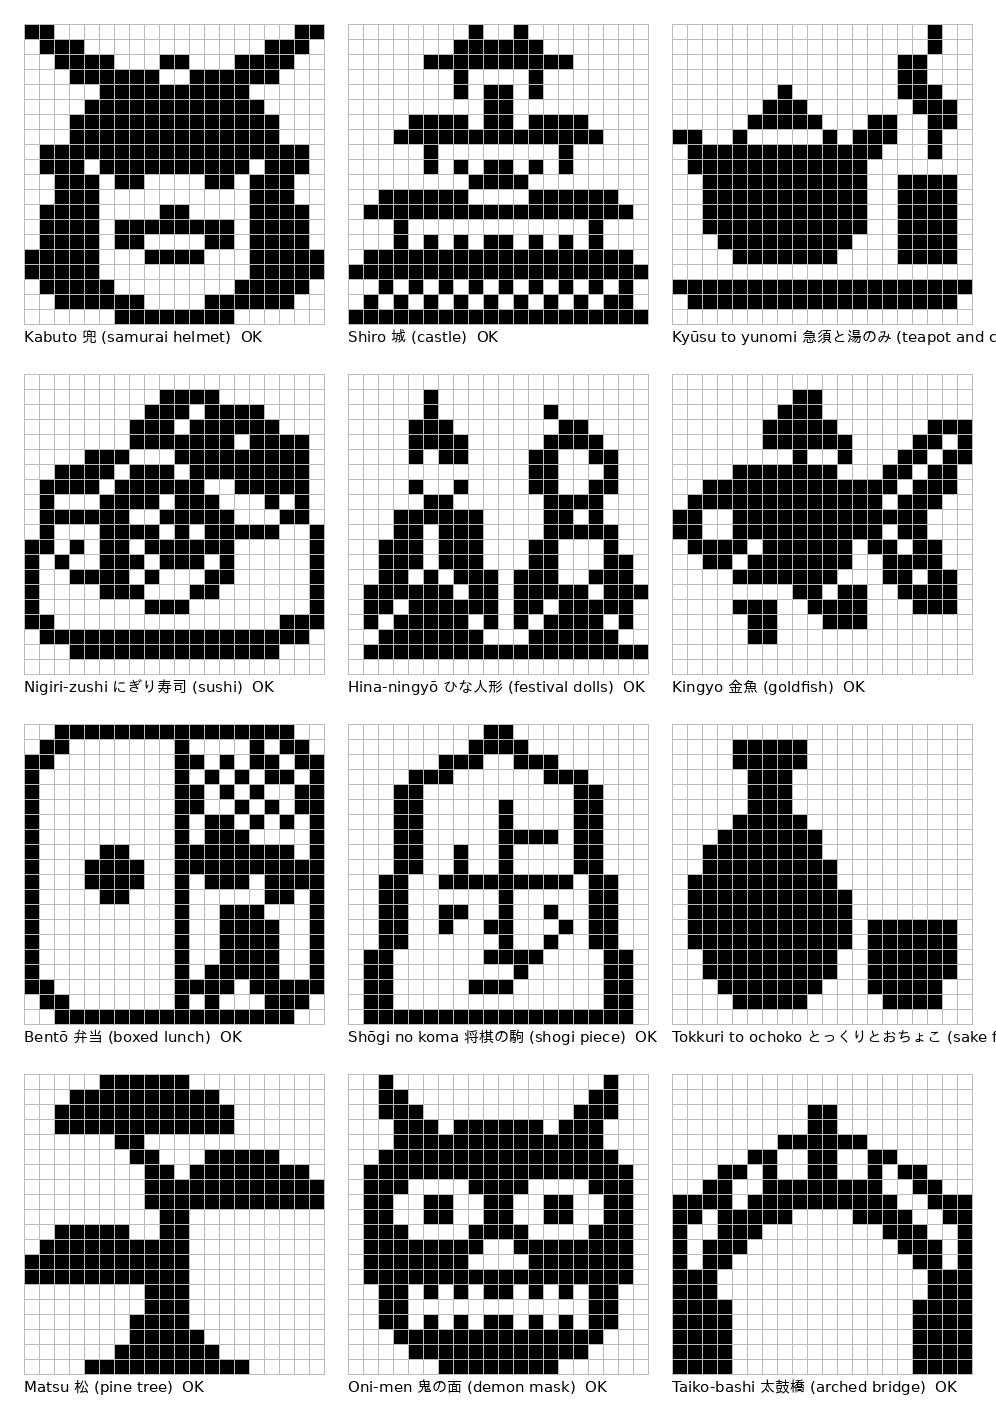 Kabuto 兜 (samurai helmet)  OK
Shiro 城 (castle)  OK
Kyūsu to yunomi 急須と湯のみ (teapot and
Nigiri-zushi にぎり寿司 (sushi)  OK
Hina-ningyō ひな人形 (festival dolls)  OK
Kingyo 金魚 (goldfish)  OK
Bentō 弁当 (boxed lunch)  OK
Shōgi no koma 将棋の駒 (shogi piece)  OK
Tokkuri to ochoko とっくりとおちょこ (sake
Matsu 松 (pine tree)  OK
Oni-men 鬼の面 (demon mask)  OK
Taiko-bashi 太鼓橋 (arched bridge)  OK